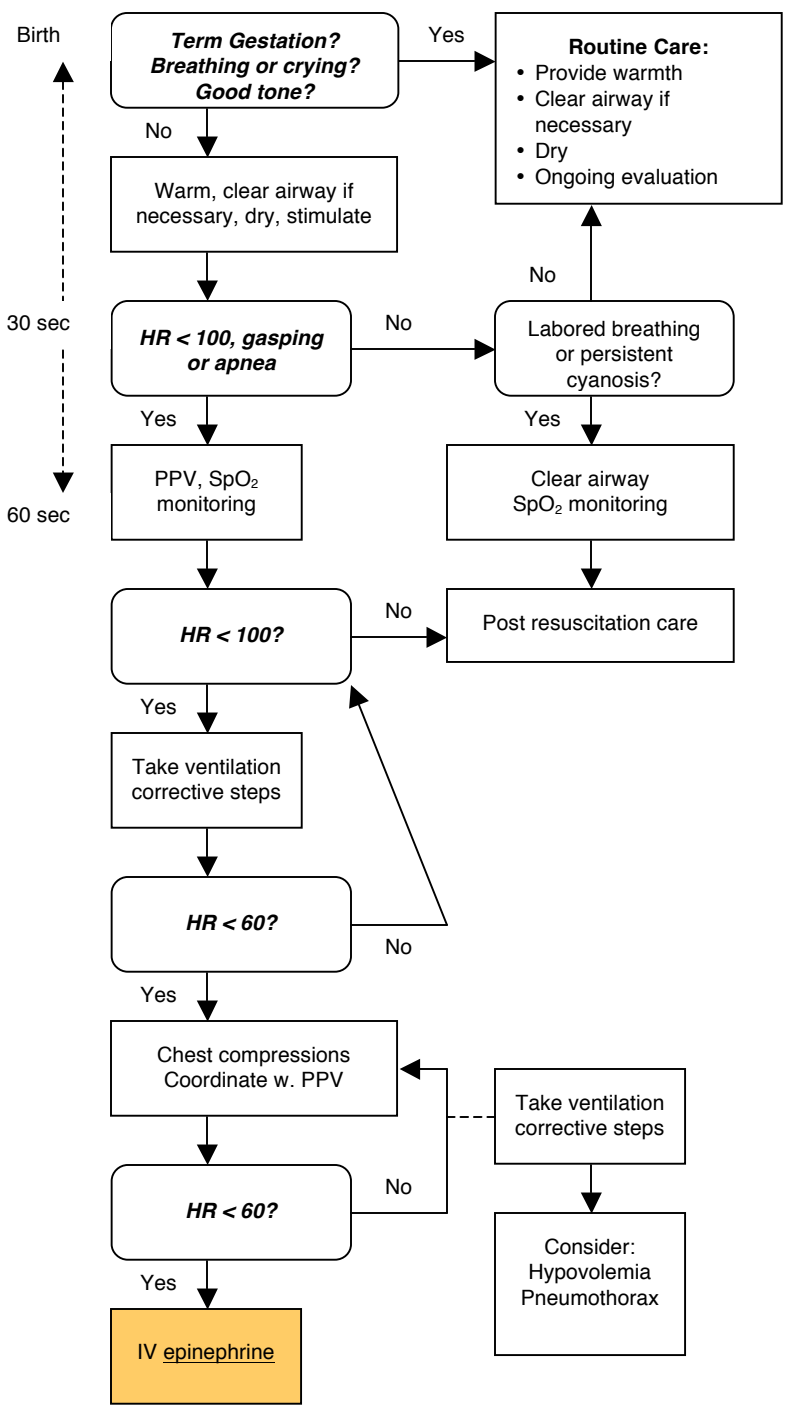 Birth
Term Gestation?
Breathing or crying?
Good tone?
Yes
Routine Care:
• Provide warmth
• Clear airway if
necessary
• Dry
• Ongoing evaluation
No
Warm, clear airway if
necessary, dry, stimulate
No
30 sec
HR < 100, gasping
or apnea
No
Labored breathing
or persistent
cyanosis?
Yes
Yes
PPV, SpO₂
monitoring
Clear airway
SpO₂ monitoring
60 sec
HR < 100?
No
Post resuscitation care
Yes
Take ventilation
corrective steps
HR < 60?
No
Yes
Chest compressions
Coordinate w. PPV
Take ventilation
corrective steps
HR < 60?
No
Consider:
Hypovolemia
Pneumothorax
Yes
IV epinephrine